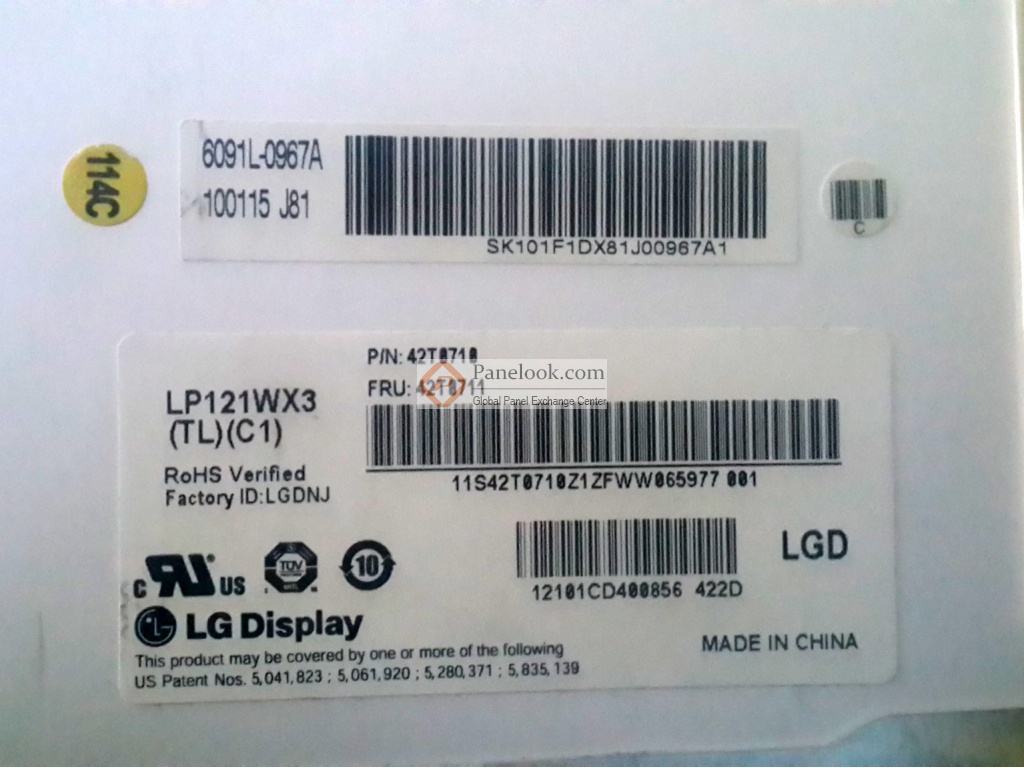 114C
6091L-0967A
100115 J81
SK101F1DX81J00967A1
C
P/N: 42T0710
FRU: 42T0711
Panelook.com
Global Panel Exchange Center
LP121WX3
(TL)(C1)
RoHS Verified
Factory ID:LGDNJ
11S42T0710Z1ZFWW065977 001
12101CD400856 422D
LGD
c RU US
TÜV
10
LG Display
MADE IN CHINA
This product may be covered by one or more of the following
US Patent Nos. 5,041,823 ; 5,061,920 ; 5,280,371 ; 5,835,139